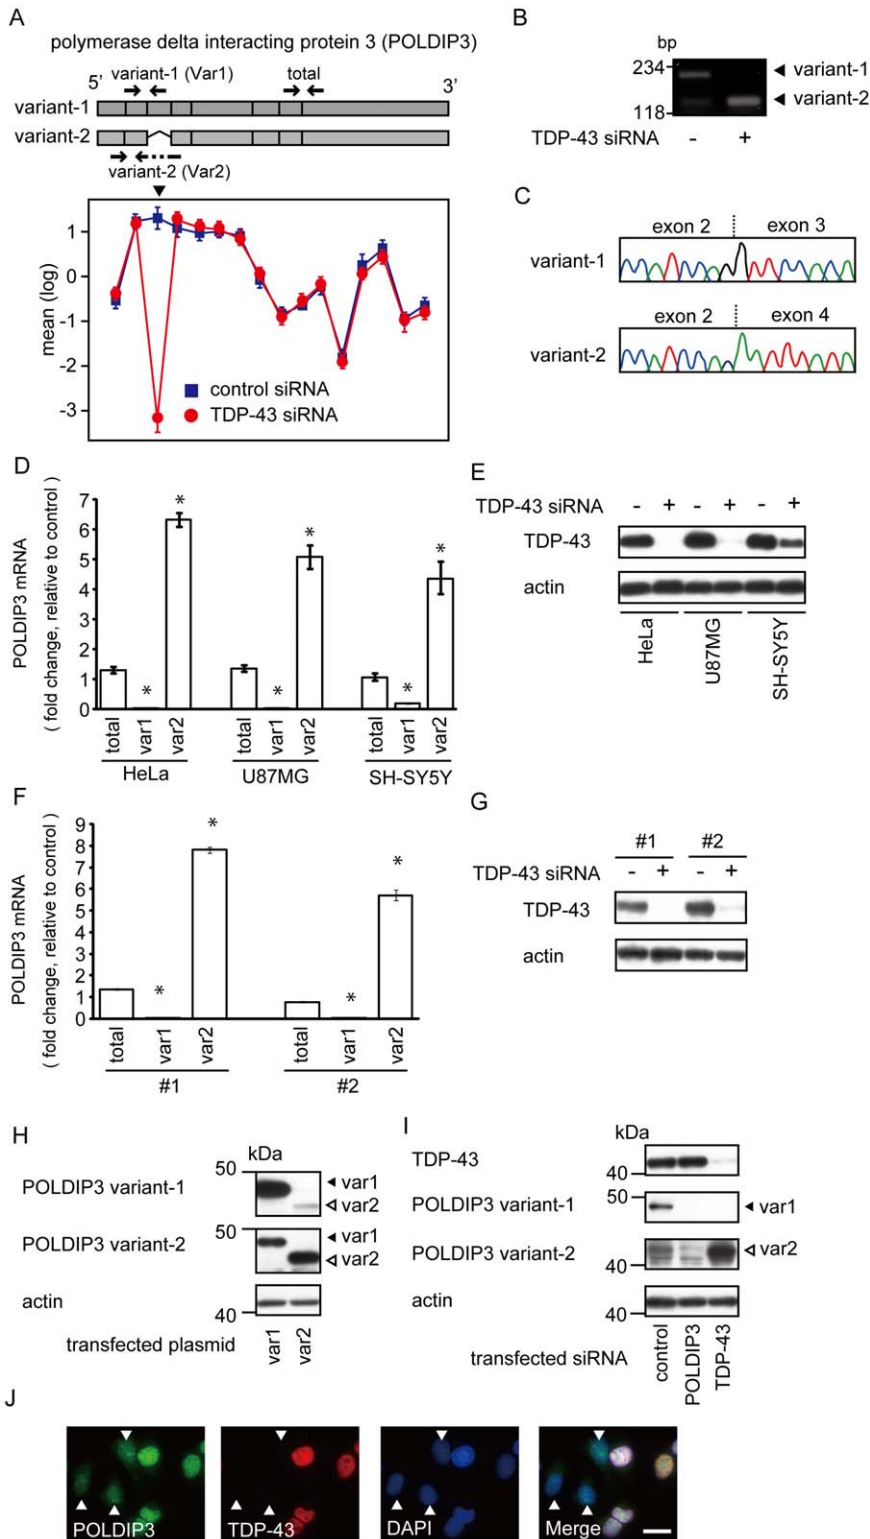 A
polymerase delta interacting protein 3 (POLDIP3)
5’ variant-1 (Var1) total 3’
variant-1
variant-2
variant-2 (Var2)
mean (log)
1
0
-1
-2
-3
control siRNA
TDP-43 siRNA
B
bp
234
118
variant-1
variant-2
TDP-43 siRNA - +
C
exon 2 exon 3
variant-1
exon 2 exon 4
variant-2
D
POLDIP3 mRNA
( fold change, relative to control )
7
6
5
4
3
2
1
0
* * * * * *
total var1 var2 total var1 var2 total var1 var2
HeLa U87MG SH-SY5Y
E
TDP-43 siRNA - + - + - +
TDP-43
actin
HeLa U87MG SH-SY5Y
F
POLDIP3 mRNA
( fold change, relative to control )
9
8
7
6
5
4
3
2
1
0
* * * *
total var1 var2 total var1 var2
#1 #2
G
#1 #2
TDP-43 siRNA - + - +
TDP-43
actin
H
kDa
50
POLDIP3 variant-1 var1
var2
50
POLDIP3 variant-2 var1
var2
actin
40
transfected plasmid var1 var2
I
kDa
TDP-43
40
50
POLDIP3 variant-1 var1
POLDIP3 variant-2 var2
40
actin
40
transfected siRNA control POLDIP3 TDP-43
J
POLDIP3 TDP-43 DAPI Merge